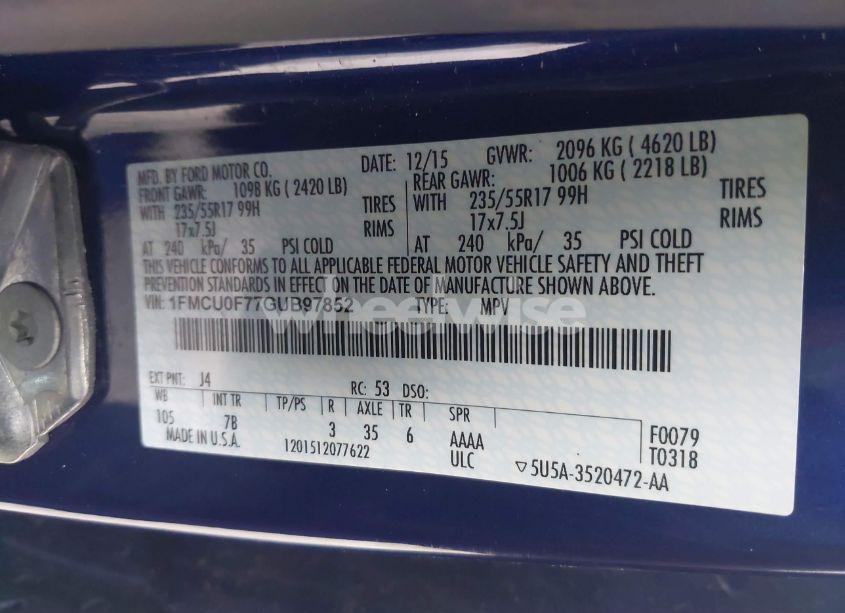 MFD. BY FORD MOTOR CO. DATE: 12/15 GVWR: 2096 KG ( 4620 LB)
FRONT GAWR: 1098 KG ( 2420 LB) REAR GAWR: 1006 KG ( 2218 LB)
WITH 235/55R17 99H TIRES WITH 235/55R17 99H TIRES
17x7.5J RIMS 17x7.5J RIMS
AT 240 kPa/ 35 PSI COLD AT 240 kPa/ 35 PSI COLD
THIS VEHICLE CONFORMS TO ALL APPLICABLE FEDERAL MOTOR VEHICLE SAFETY AND THEFT
PREVENTION STANDARDS IN EFFECT ON THE DATE OF MANUFACTURE SHOWN ABOVE.
VIN: 1FMCU0F77GUB97852 TYPE: MPV
wheelwise
EXT PNT: J4 RC: 53 DSO:
WB INT TR TP/PS R AXLE TR SPR
105 7B 3 35 6 AAAA F0079
MADE IN U.S.A. 1201512077622 ULC ▽5U5A-3520472-AA T0318